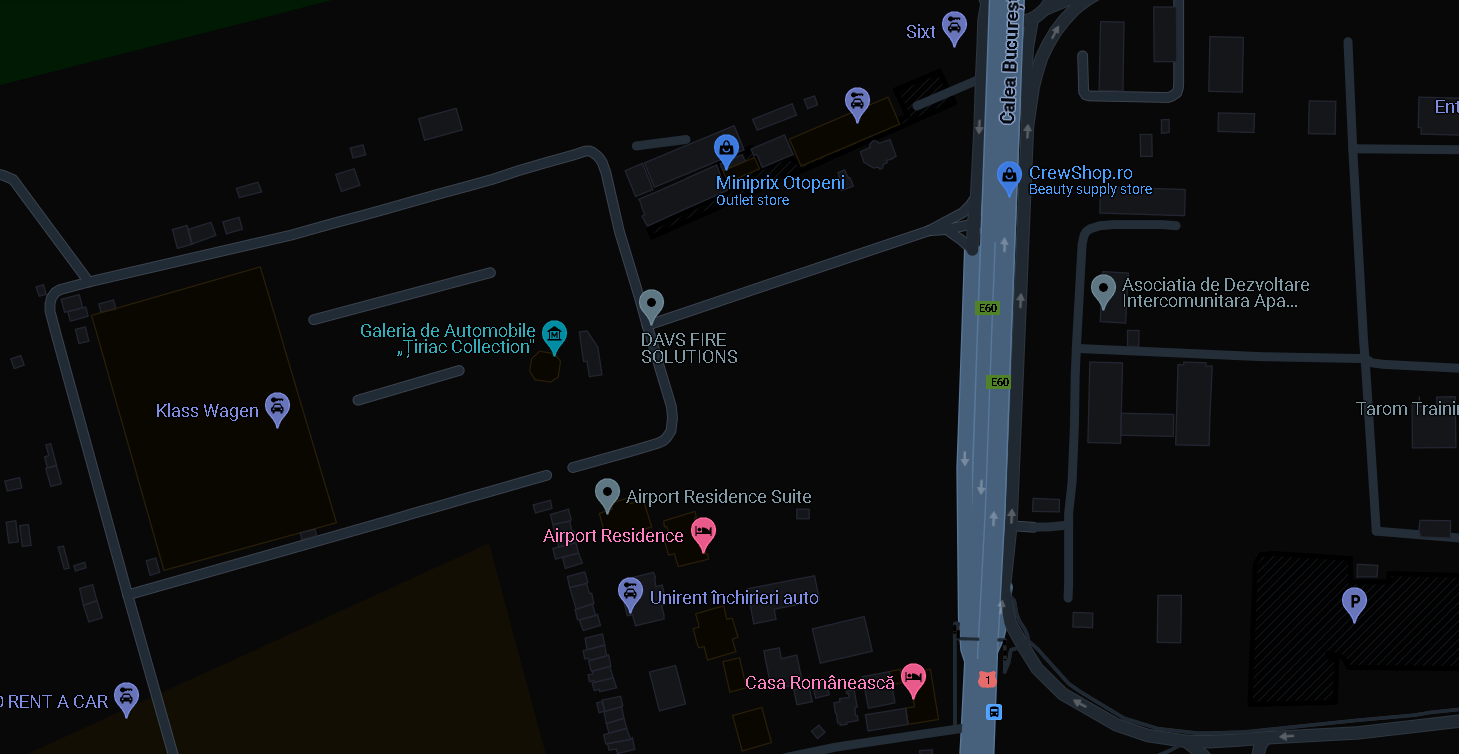 Sixt
Calea București
Ent
Miniprix Otopeni
Outlet store
CrewShop.ro
Beauty supply store
Asociatia de Dezvoltare
Intercomunitara Apa...
E60
Galeria de Automobile
„Țiriac Collection"
DAVS FIRE
SOLUTIONS
E60
Klass Wagen
Tarom Trainin
Airport Residence Suite
Airport Residence
Unirent închirieri auto
P
Casa Românească
1
RENT A CAR